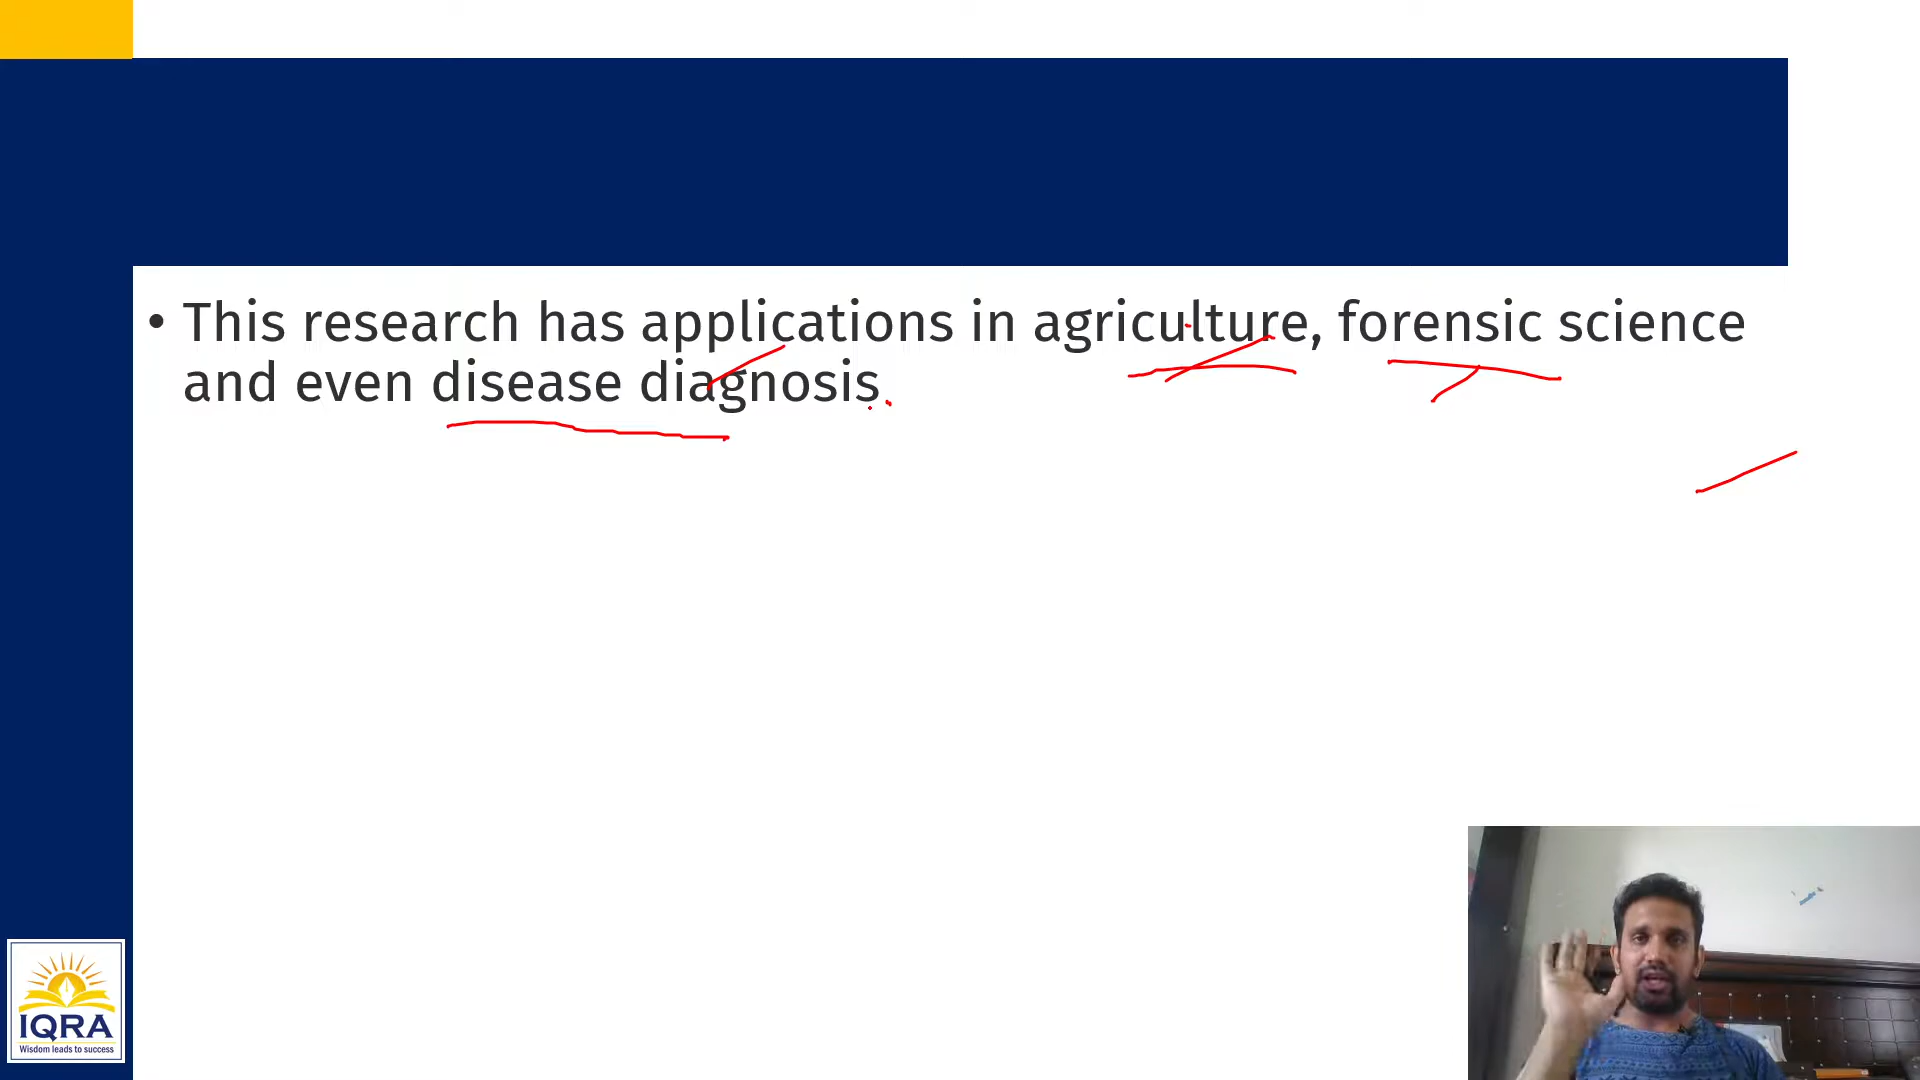 • This research has applications in agriculture, forensic science
and even disease diagnosis.
IQRA
Wisdom leads to success